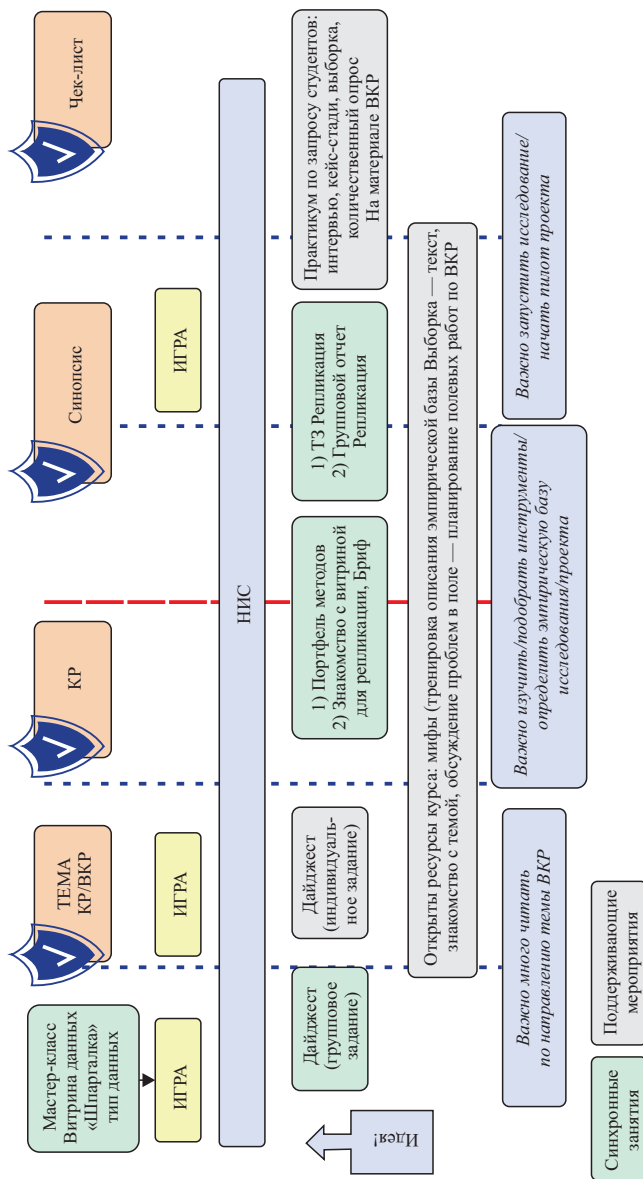 Мастер-класс
Витрина данных
«Шпаргалка»
тип данных
ТЕМА
КР/ВКР
КР
Синопсис
Чек-лист
ИГРА
ИГРА
ИГРА
НИС
Идея!
Дайджест
(групповое
задание)
Дайджест
(индивидуаль-
ное задание)
1) Портфель методов
2) Знакомство с витриной
для репликации, Бриф
1) ТЗ Репликация
2) Групповой отчет
Репликация
Практикум по запросу студентов:
интервью, кейс-стади, выборка,
количественный опрос
На материале ВКР
Открыты ресурсы курса: мифы (тренировка описания эмпирической базы Выборка — текст,
знакомство с темой, обсуждение проблем в поле — планирование полевых работ по ВКР
Важно много читать
по направлению темы ВКР
Важно изучить/подобрать инструменты/
определить эмпирическую базу
исследования/проекта
Важно запустить исследование/
начать пилот проекта
Синхронные
занятия
Поддерживающие
мероприятия